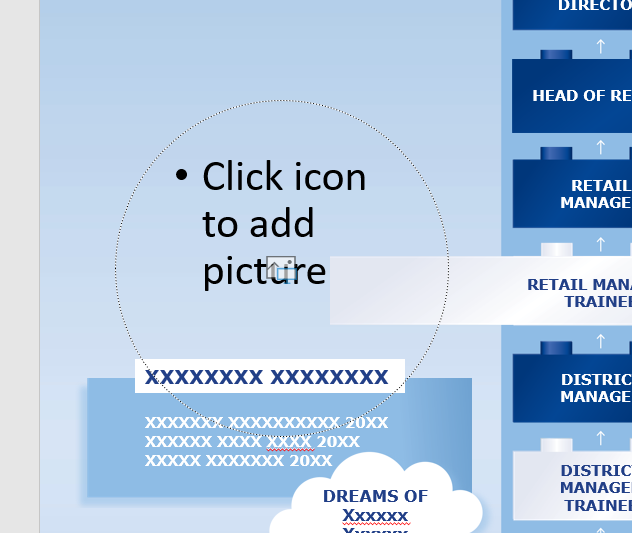 • Click icon
to add
picture
XXXXXXXX XXXXXXXX
XXXXXXX XXXXXXXXXX 20XX
XXXXXX XXXX XXXX 20XX
XXXXX XXXXXXX 20XX
DREAMS OF
Xxxxxx
DIRECTO
↑
HEAD OF RE
↑
RETAIL
MANAGE
↑
RETAIL MANA
TRAINEE
↑
DISTRIC
MANAGE
↑
DISTRIC
MANAGE
TRAINEE